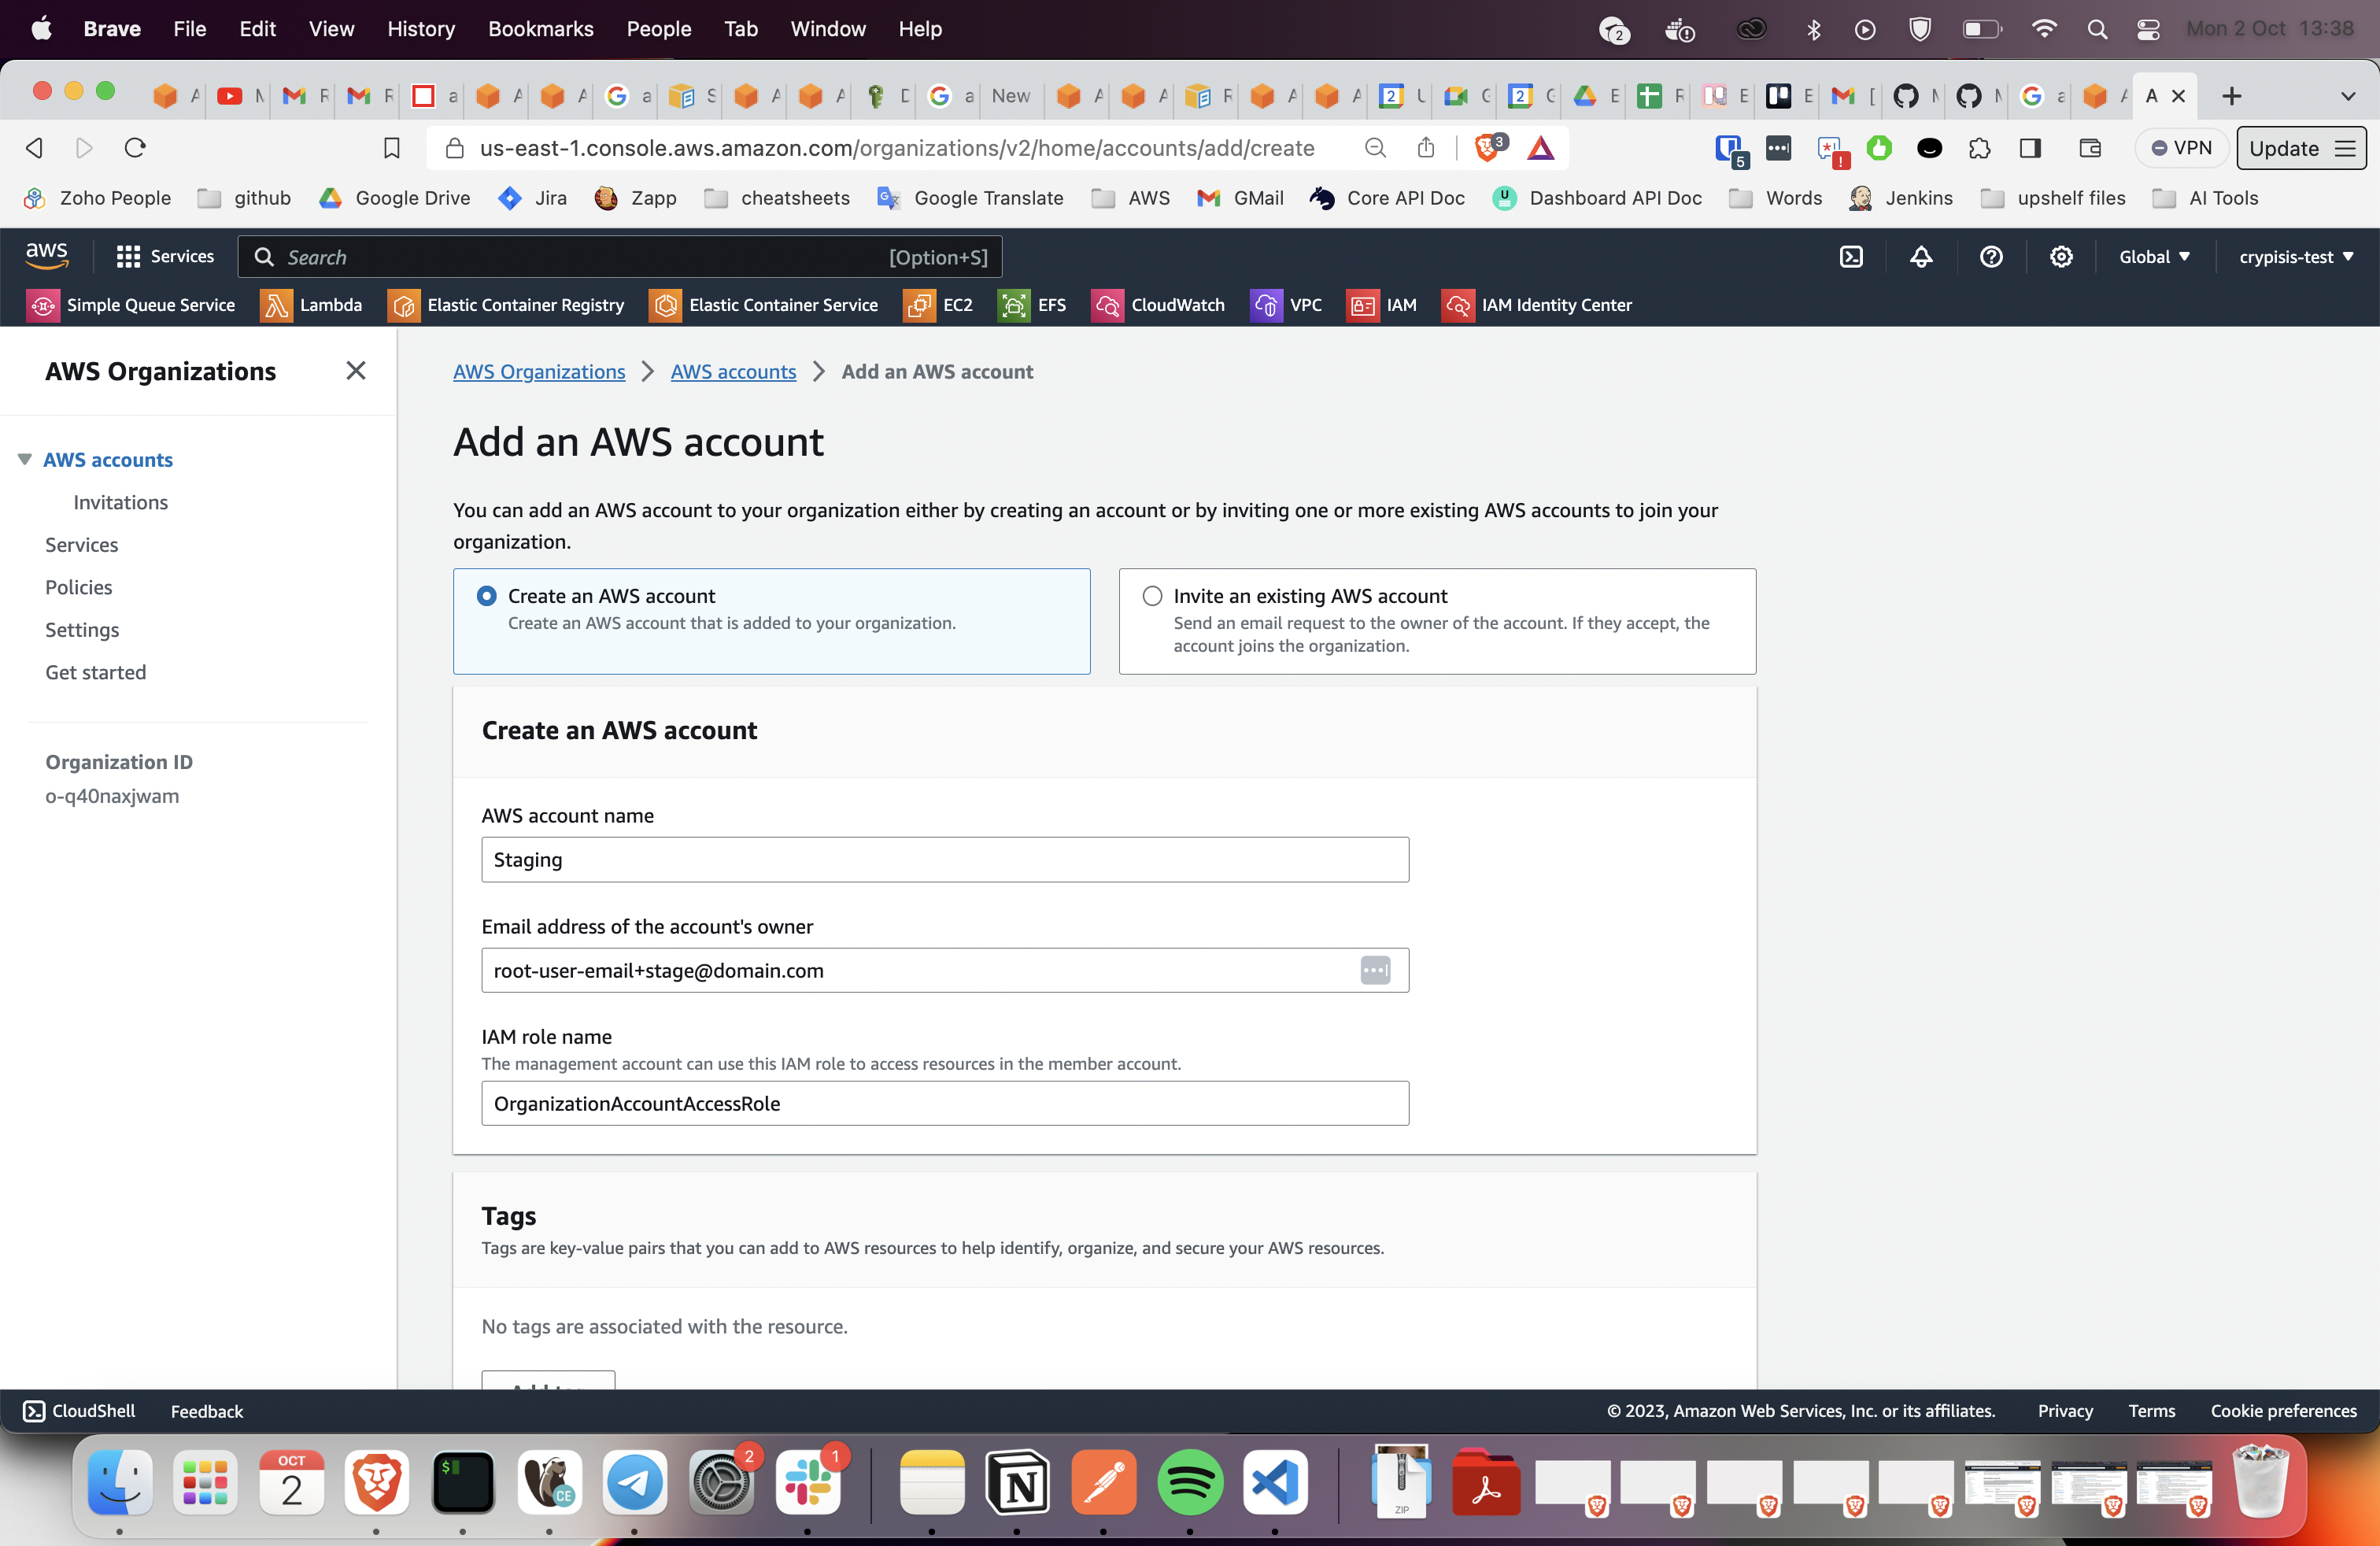 Brave File Edit View History Bookmarks People Tab Window Help
2
Mon 2 Oct 13:38
New
A
us-east-1.console.aws.amazon.com/organizations/v2/home/accounts/add/create
3
5
VPN
Update
Zoho People github Google Drive Jira Zapp cheatsheets Google Translate AWS GMail Core API Doc Dashboard API Doc Words Jenkins upshelf files AI Tools
aws Services Search [Option+S] Global crypisis-test
Simple Queue Service Lambda Elastic Container Registry Elastic Container Service EC2 EFS CloudWatch VPC IAM IAM Identity Center
AWS Organizations
AWS accounts
Invitations
Services
Policies
Settings
Get started
Organization ID
o-q40naxjwam
AWS Organizations AWS accounts Add an AWS account
Add an AWS account
You can add an AWS account to your organization either by creating an account or by inviting one or more existing AWS accounts to join your
organization.
Create an AWS account
Create an AWS account that is added to your organization.
Invite an existing AWS account
Send an email request to the owner of the account. If they accept, the
account joins the organization.
Create an AWS account
AWS account name
Staging
Email address of the account's owner
root-user-email+stage@domain.com
IAM role name
The management account can use this IAM role to access resources in the member account.
OrganizationAccountAccessRole
Tags
Tags are key-value pairs that you can add to AWS resources to help identify, organize, and secure your AWS resources.
No tags are associated with the resource.
CloudShell Feedback © 2023, Amazon Web Services, Inc. or its affiliates. Privacy Terms Cookie preferences
OCT
2
$
CE
2
1
ZIP